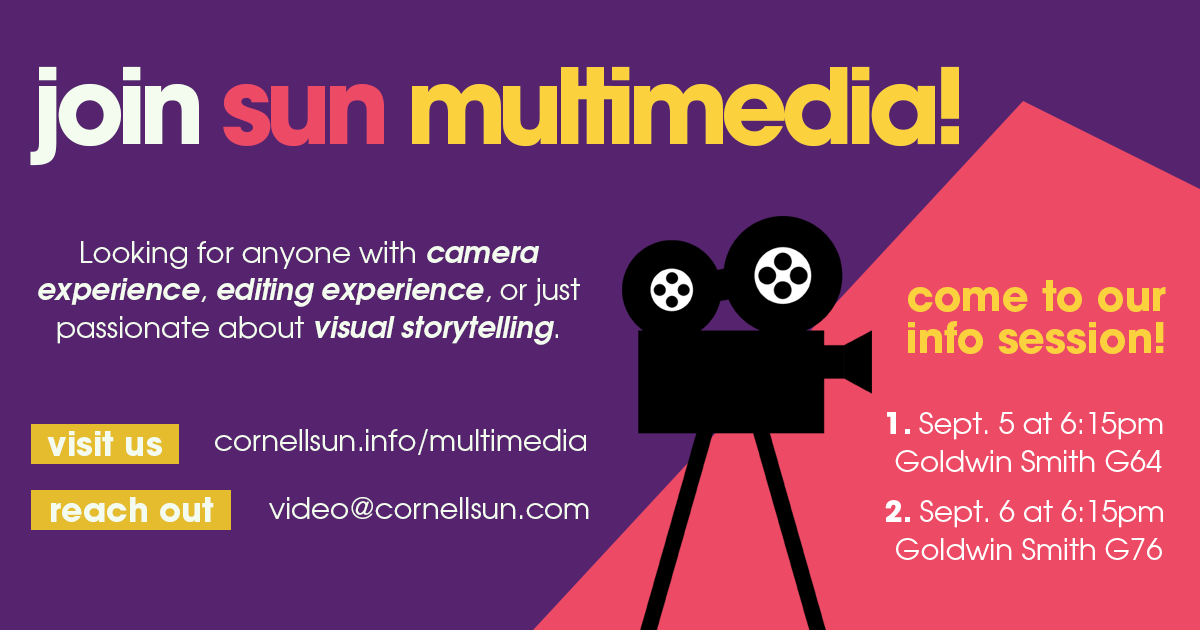 join sun multimedia!
Looking for anyone with camera
experience, editing experience, or just
passionate about visual storytelling.
visit us cornellsun.info/multimedia
reach out video@cornellsun.com
come to our
info session!
1. Sept. 5 at 6:15pm
Goldwin Smith G64
2. Sept. 6 at 6:15pm
Goldwin Smith G76